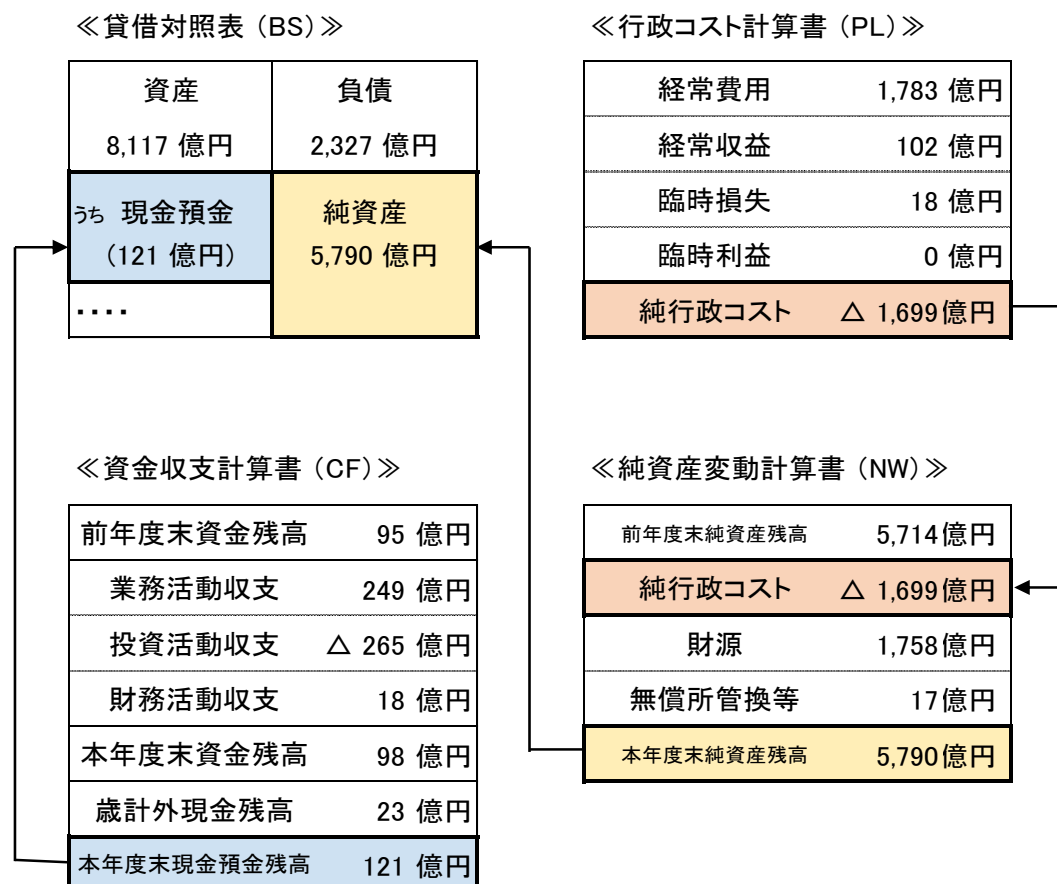 ≪貸借対照表（BS）≫
資産 負債
8,117 億円 2,327 億円
うち 現金預金 純資産
（121 億円） 5,790 億円
････
≪行政コスト計算書（PL）≫
経常費用 1,783 億円
経常収益 102 億円
臨時損失 18 億円
臨時利益 0 億円
純行政コスト △ 1,699億円
≪資金収支計算書（CF）≫
前年度末資金残高 95 億円
業務活動収支 249 億円
投資活動収支 △ 265 億円
財務活動収支 18 億円
本年度末資金残高 98 億円
歳計外現金残高 23 億円
本年度末現金預金残高 121 億円
≪純資産変動計算書（NW）≫
前年度末純資産残高 5,714億円
純行政コスト △ 1,699億円
財源 1,758億円
無償所管換等 17億円
本年度末純資産残高 5,790億円